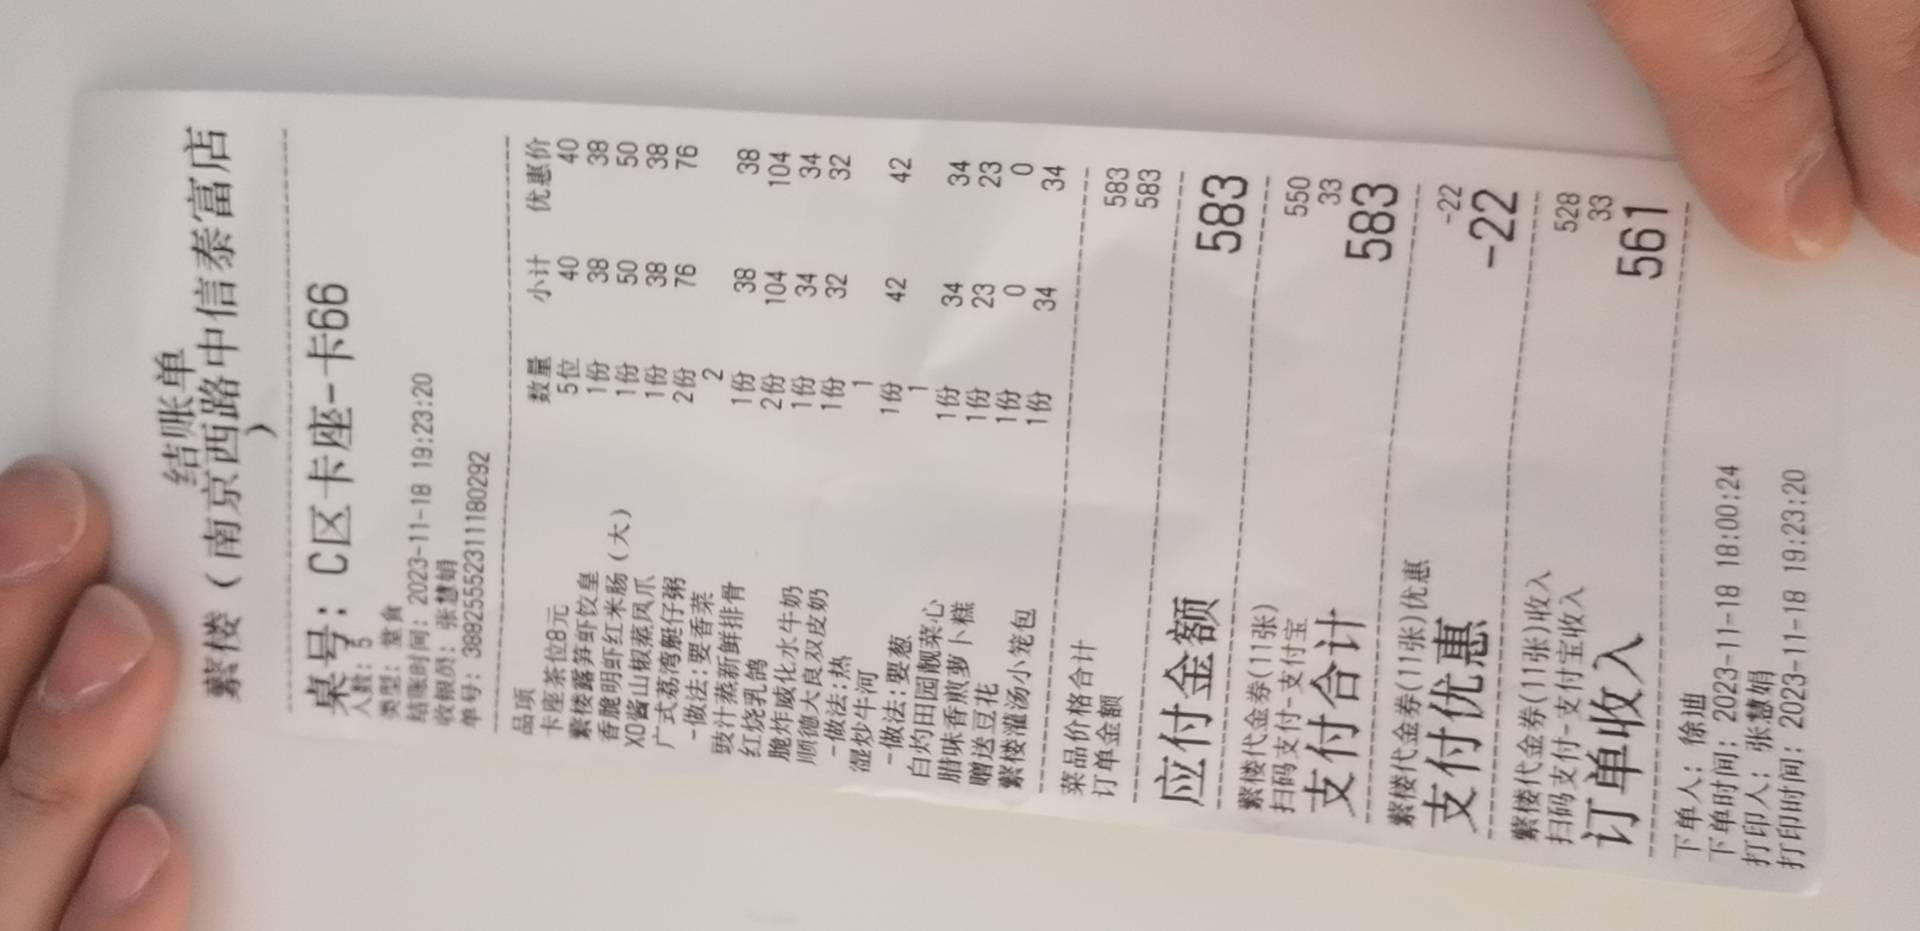 结账单
繁楼（南京西路中信泰富店
）
桌号：C区卡座-卡66
人数：5
类型：堂食
结账时间：2023-11-18 19:23:20
收银员：张慧娟
单号：38825552311180292
品项 数量 小计 优惠价
卡座茶位8元 5位 40 40
繁楼露笋虾饺皇 1份 38 38
香脆明虾红米肠（大） 1份 50 50
XO酱山椒蒸凤爪 1份 38 38
广式荔湾艇仔粥 2份 76 76
-做法:要香菜 2
豉汁蒸新鲜排骨 1份 38 38
红烧乳鸽 2份 104 104
脆炸威化水牛奶 1份 34 34
顺德大良双皮奶 1份 32 32
-做法:热 1
湿炒牛河 1份 42 42
-做法:要葱 1
白灼田园靓菜心 1份 34 34
腊味香煎萝卜糕 1份 23 23
赠送豆花 1份 0 0
繁楼灌汤小笼包 1份 34 34
菜品价格合计 583
订单金额 583
应付金额 583
繁楼代金券(11张) 550
扫码支付-支付宝 33
支付合计 583
繁楼代金券(11张)优惠 -22
支付优惠 -22
繁楼代金券(11张)收入 528
扫码支付-支付宝收入 33
订单收入 561
下单人：徐迪
下单时间：2023-11-18 18:00:24
打印人：张慧娟
打印时间：2023-11-18 19:23:20